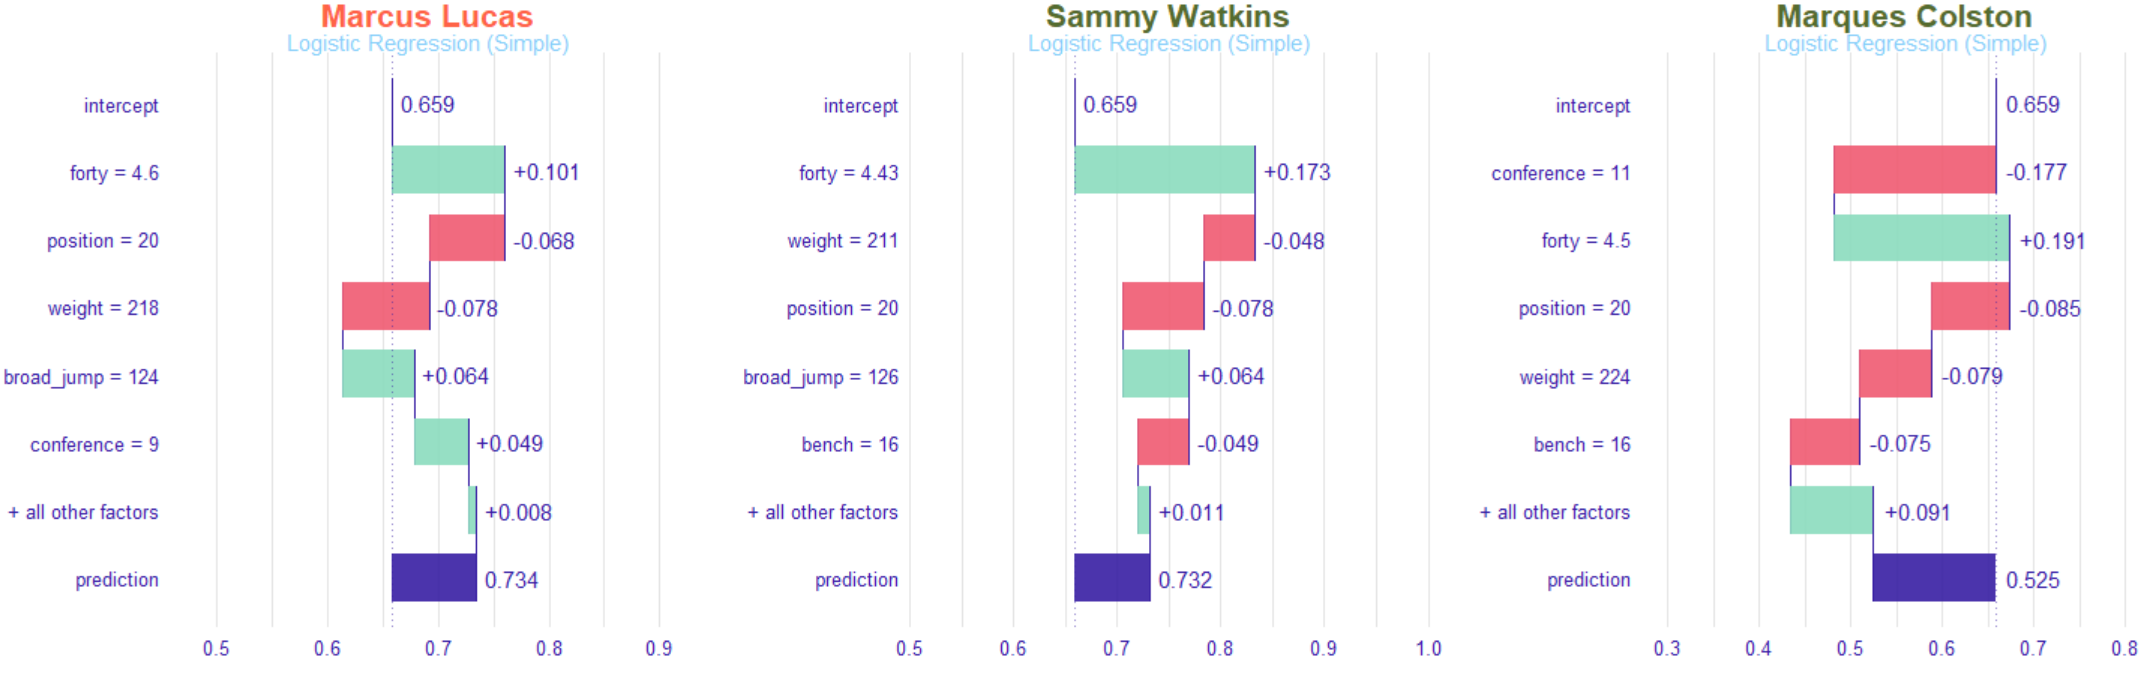 Marcus Lucas
Logistic Regression (Simple)
intercept
0.659
forty = 4.6
+0.101
position = 20
-0.068
weight = 218
-0.078
broad_jump = 124
+0.064
conference = 9
+0.049
+ all other factors
+0.008
prediction
0.734
0.5 0.6 0.7 0.8 0.9
Sammy Watkins
Logistic Regression (Simple)
intercept
0.659
forty = 4.43
+0.173
weight = 211
-0.048
position = 20
-0.078
broad_jump = 126
+0.064
bench = 16
-0.049
+ all other factors
+0.011
prediction
0.732
0.5 0.6 0.7 0.8 0.9 1.0
Marques Colston
Logistic Regression (Simple)
intercept
0.659
conference = 11
-0.177
forty = 4.5
+0.191
position = 20
-0.085
weight = 224
-0.079
bench = 16
-0.075
+ all other factors
+0.091
prediction
0.525
0.3 0.4 0.5 0.6 0.7 0.8